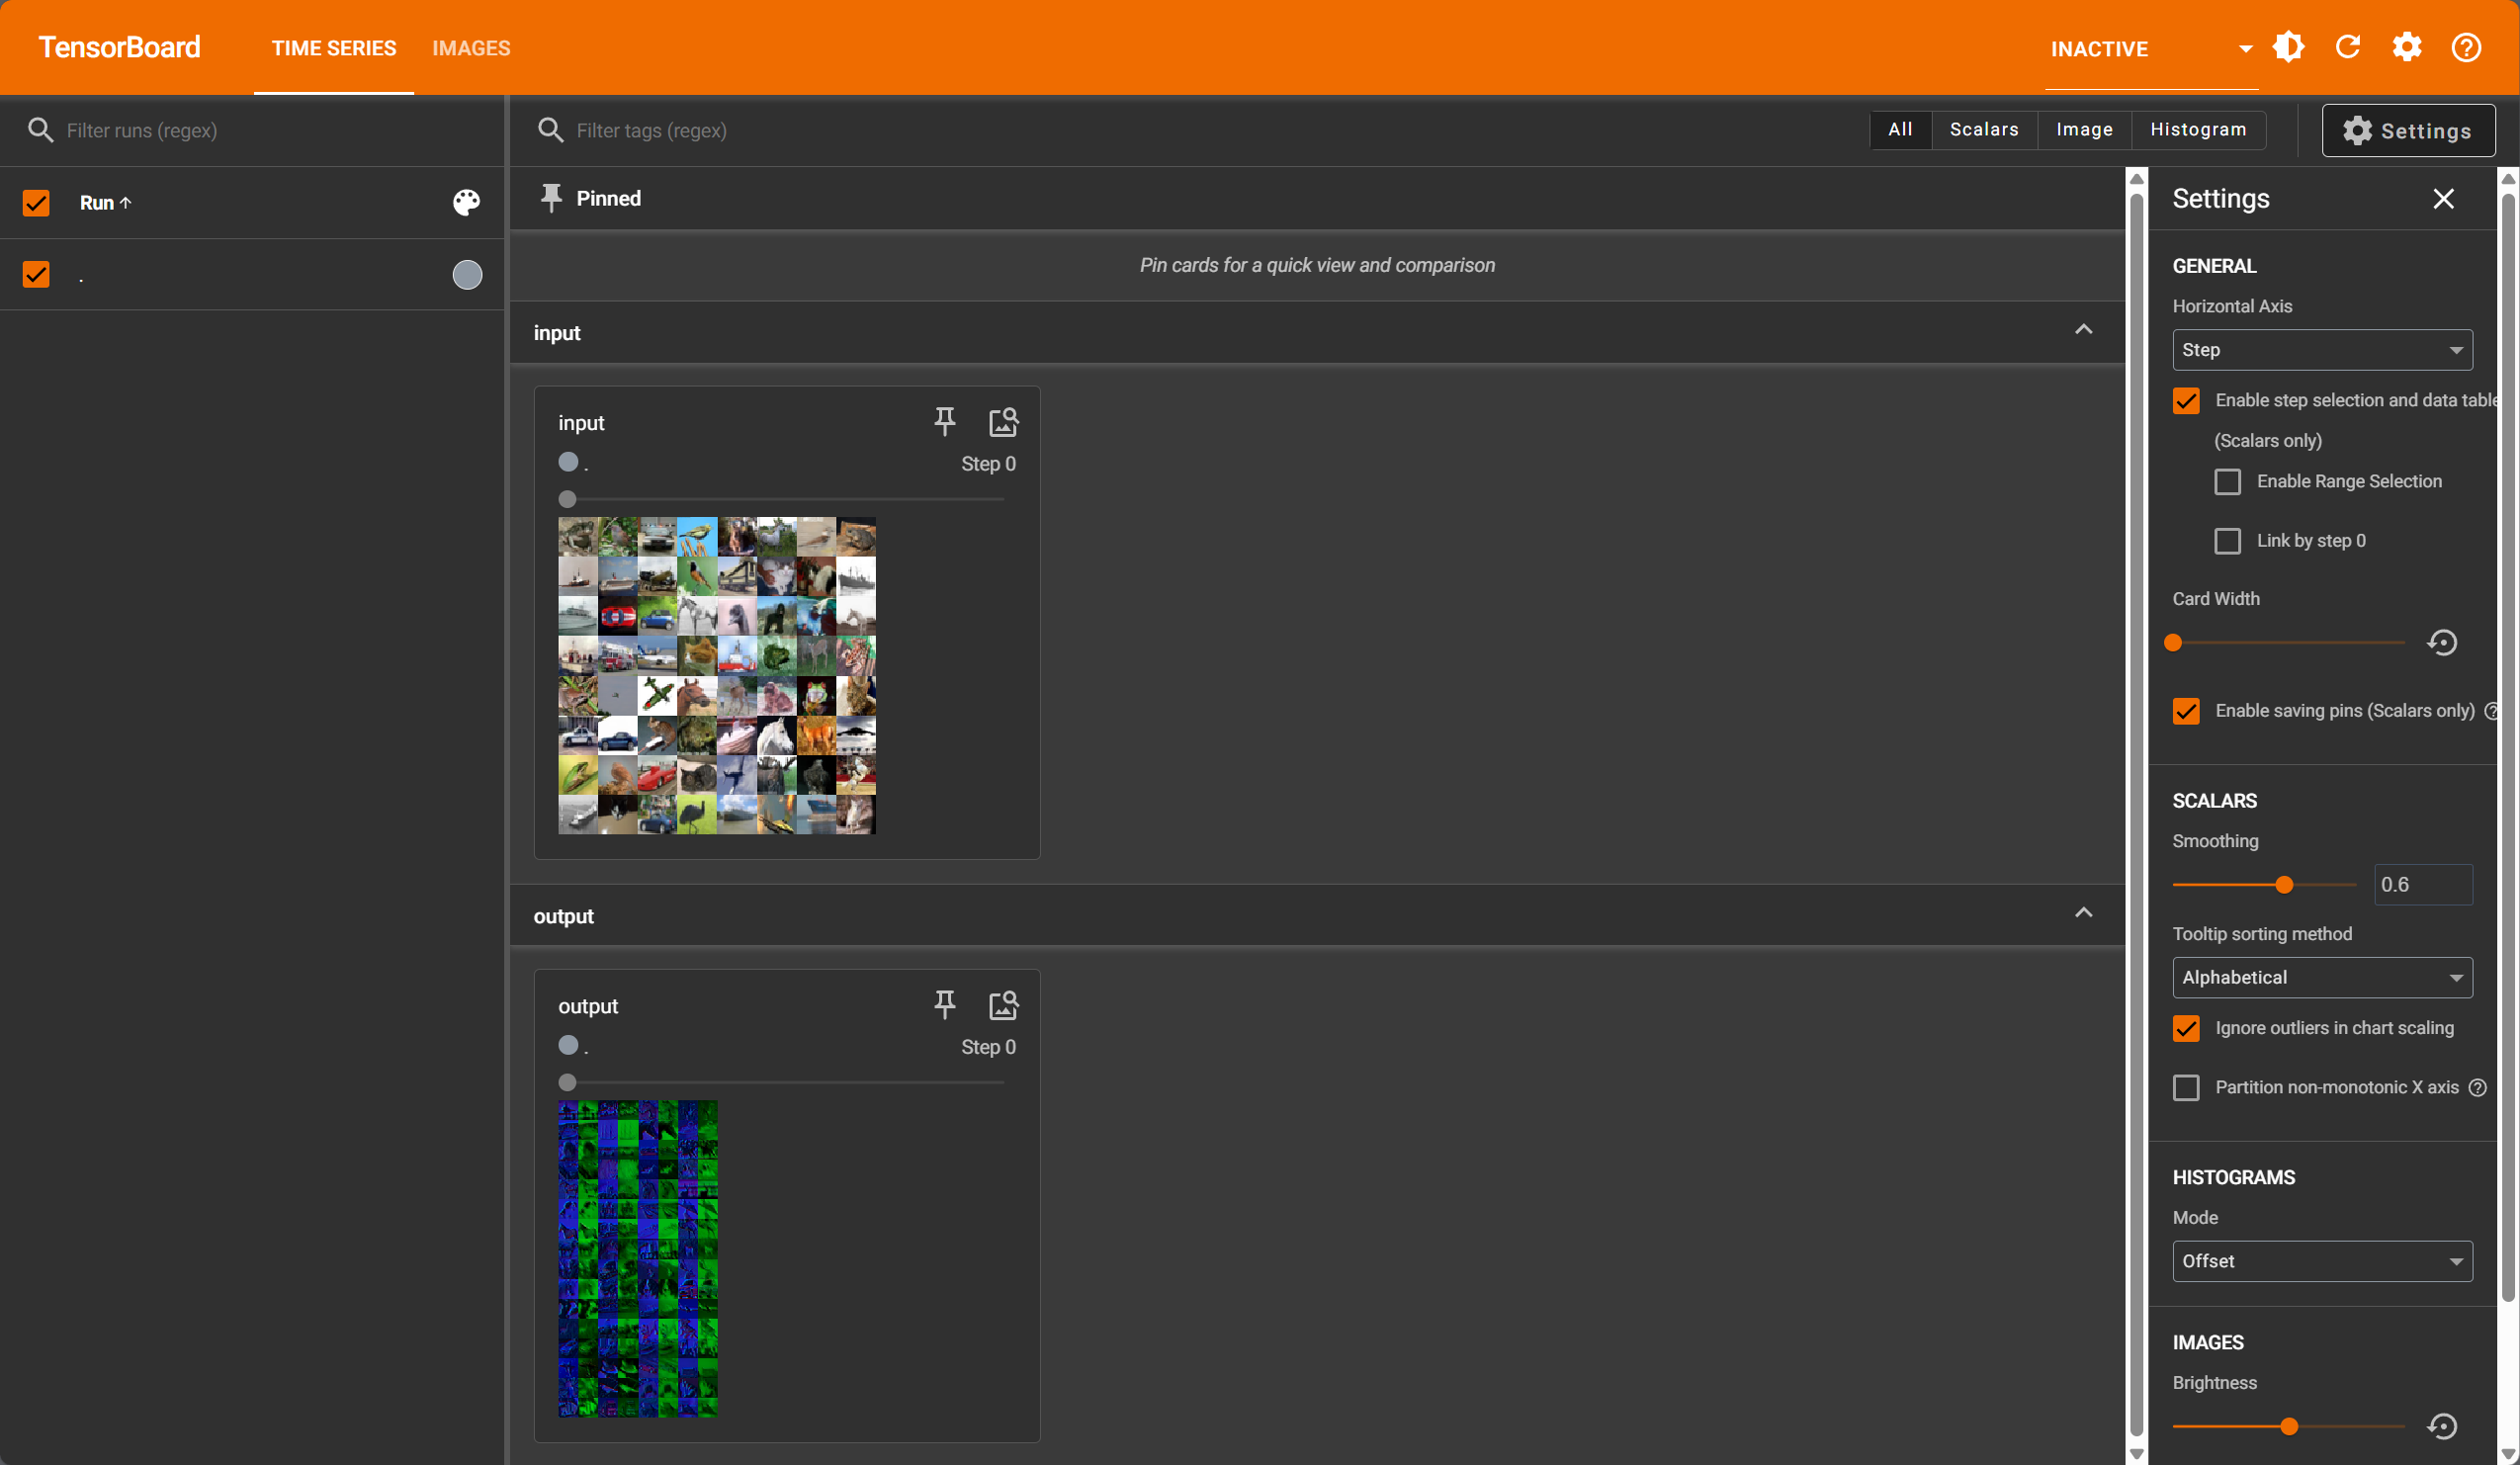 TensorBoard
TIME SERIES
IMAGES
INACTIVE
Filter runs (regex)
Run
.
Filter tags (regex)
All
Scalars
Image
Histogram
Settings
Pinned
Pin cards for a quick view and comparison
input
input
.
Step 0
output
output
.
Step 0
Settings
GENERAL
Horizontal Axis
Step
Enable step selection and data table
(Scalars only)
Enable Range Selection
Link by step 0
Card Width
Enable saving pins (Scalars only)
SCALARS
Smoothing
0.6
Tooltip sorting method
Alphabetical
Ignore outliers in chart scaling
Partition non-monotonic X axis
HISTOGRAMS
Mode
Offset
IMAGES
Brightness